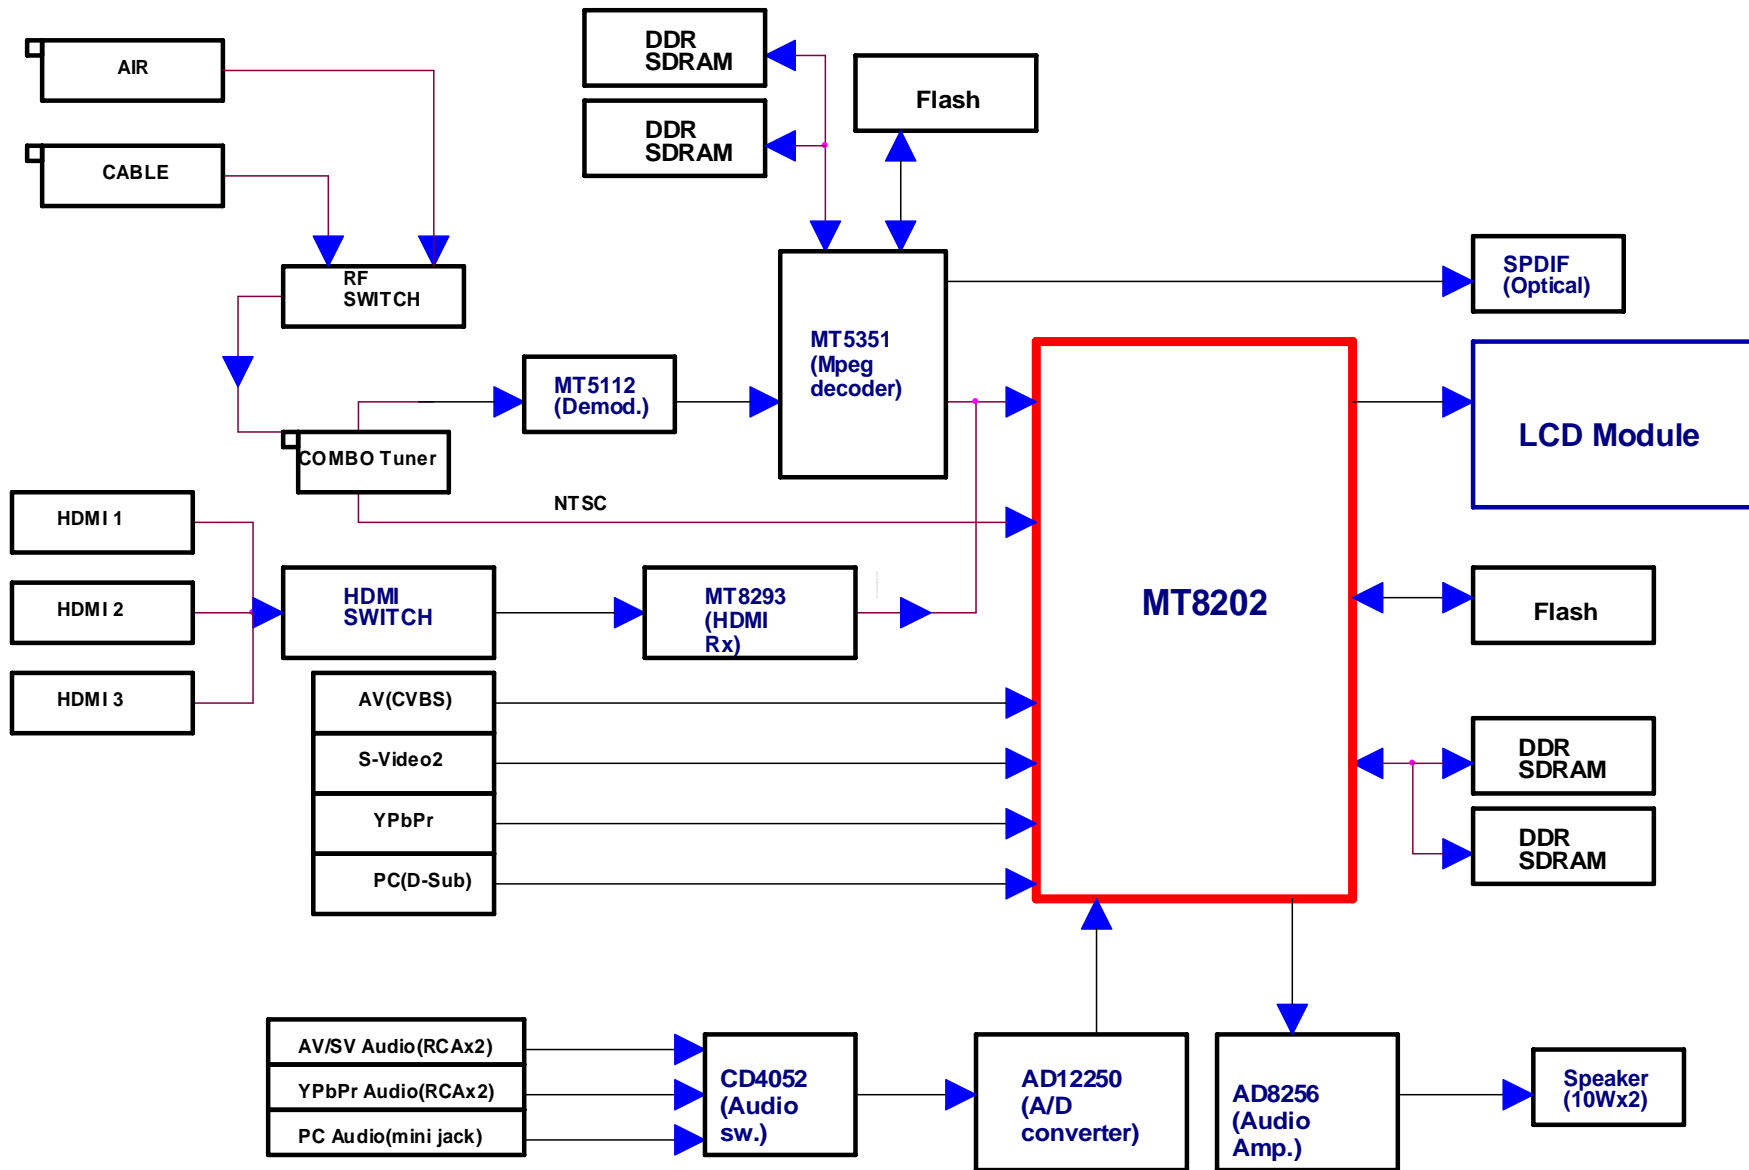 AIR
CABLE
RF
SWITCH
DDR
SDRAM
DDR
SDRAM
Flash
SPDIF
(Optical)
MT5351
(Mpeg
decoder)
MT5112
(Demod.)
COMBO Tuner
NTSC
LCD Module
HDMI 1
HDMI 2
HDMI 3
HDMI
SWITCH
MT8293
(HDMI
Rx)
MT8202
Flash
AV(CVBS)
S-Video2
YPbPr
PC(D-Sub)
DDR
SDRAM
DDR
SDRAM
AV/SV Audio(RCAx2)
YPbPr Audio(RCAx2)
PC Audio(mini jack)
CD4052
(Audio
sw.)
AD12250
(A/D
converter)
AD8256
(Audio
Amp.)
Speaker
(10Wx2)